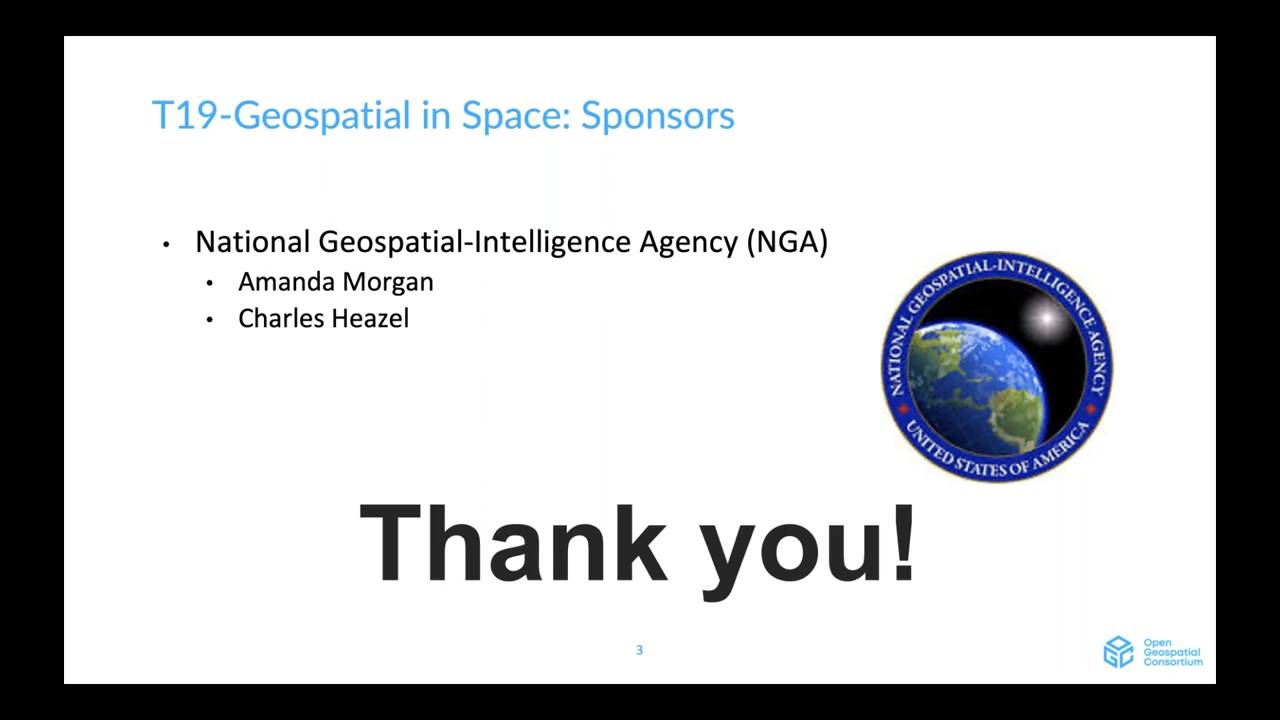 T19-Geospatial in Space: Sponsors
• National Geospatial-Intelligence Agency (NGA)
• Amanda Morgan
• Charles Heazel
NATIONAL GEOSPATIAL-INTELLIGENCE AGENCY
UNITED STATES OF AMERICA
Thank you!
3
OGC
Open
Geospatial
Consortium